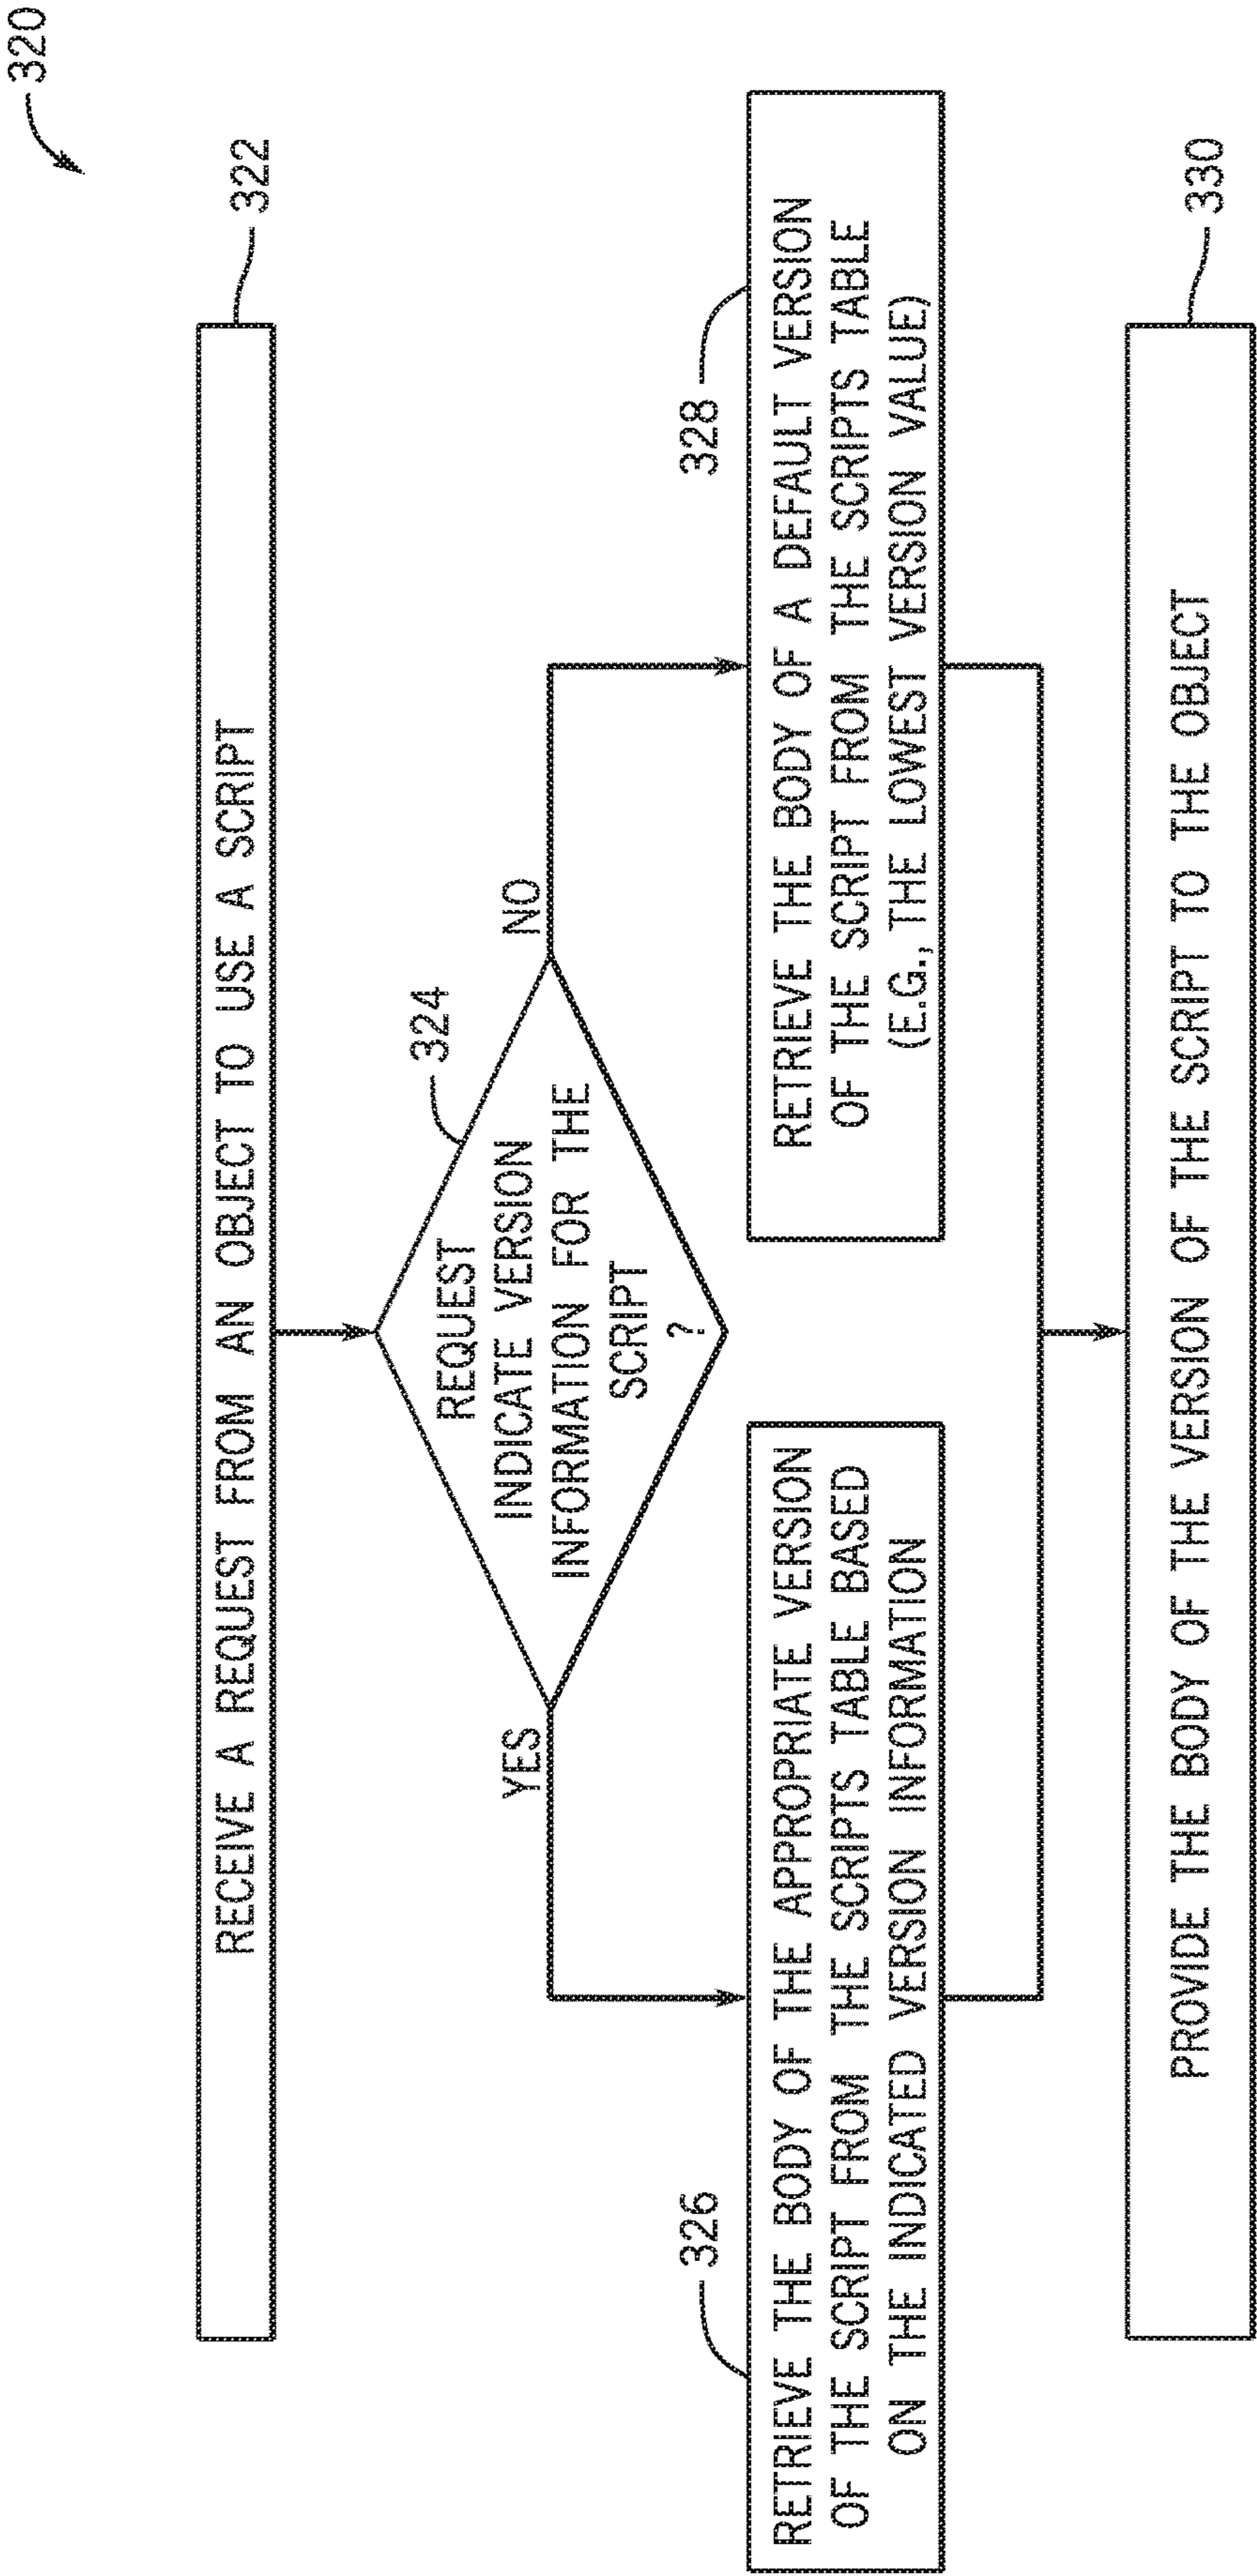 320
RECEIVE A REQUEST FROM AN OBJECT TO USE A SCRIPT
322
324
REQUEST
INDICATE VERSION
INFORMATION FOR THE
SCRIPT
?
YES
NO
326
RETRIEVE THE BODY OF THE APPROPRIATE VERSION
OF THE SCRIPT FROM THE SCRIPTS TABLE BASED
ON THE INDICATED VERSION INFORMATION
328
RETRIEVE THE BODY OF A DEFAULT VERSION
OF THE SCRIPT FROM THE SCRIPTS TABLE
(E.G., THE LOWEST VERSION VALUE)
PROVIDE THE BODY OF THE VERSION OF THE SCRIPT TO THE OBJECT
330